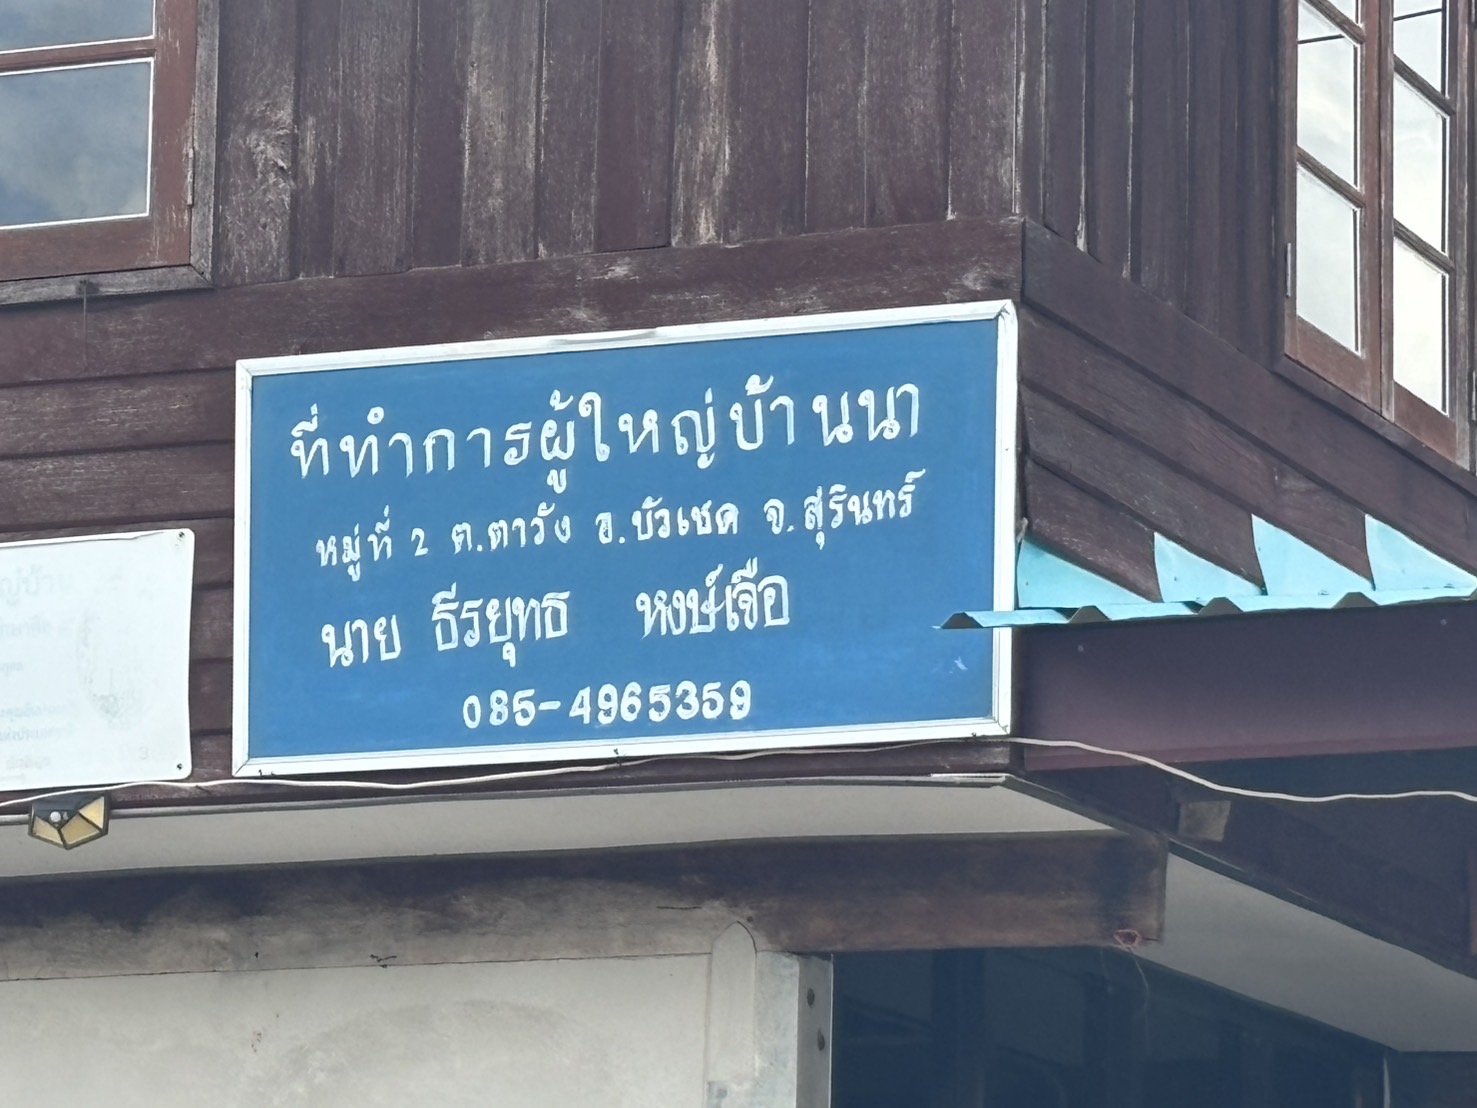 ที่ทำการผู้ใหญ่บ้านนา
หมู่ที่ 2 ต.ตาวัง อ.บัวเชด จ.สุรินทร์
นาย ธีรยุทธ หงษ์เจือ
085-4965359